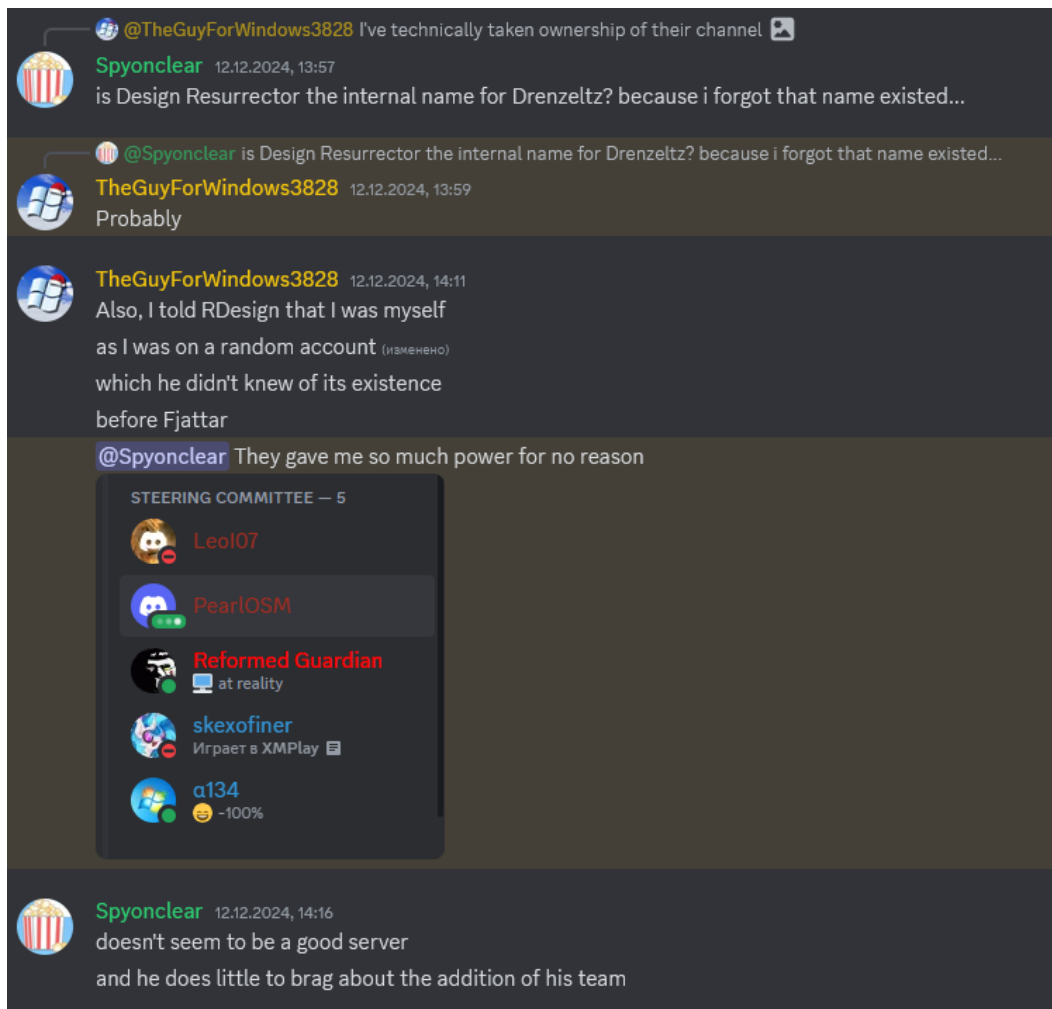 @TheGuyForWindows3828 I've technically taken ownership of their channel
Spyonclear 12.12.2024, 13:57
is Design Resurrector the internal name for Drenzeltz? because i forgot that name existed...
@Spyonclear is Design Resurrector the internal name for Drenzeltz? because i forgot that name existed...
TheGuyForWindows3828 12.12.2024, 13:59
Probably
TheGuyForWindows3828 12.12.2024, 14:11
Also, I told RDesign that I was myself
as I was on a random account (изменено)
which he didn't knew of its existence
before Fjattar
@Spyonclear They gave me so much power for no reason
STEERING COMMITTEE — 5
Leol07
PearlOSM
Reformed Guardian
at reality
skexofiner
Играет в XMPlay
α134
-100%
Spyonclear 12.12.2024, 14:16
doesn't seem to be a good server
and he does little to brag about the addition of his team